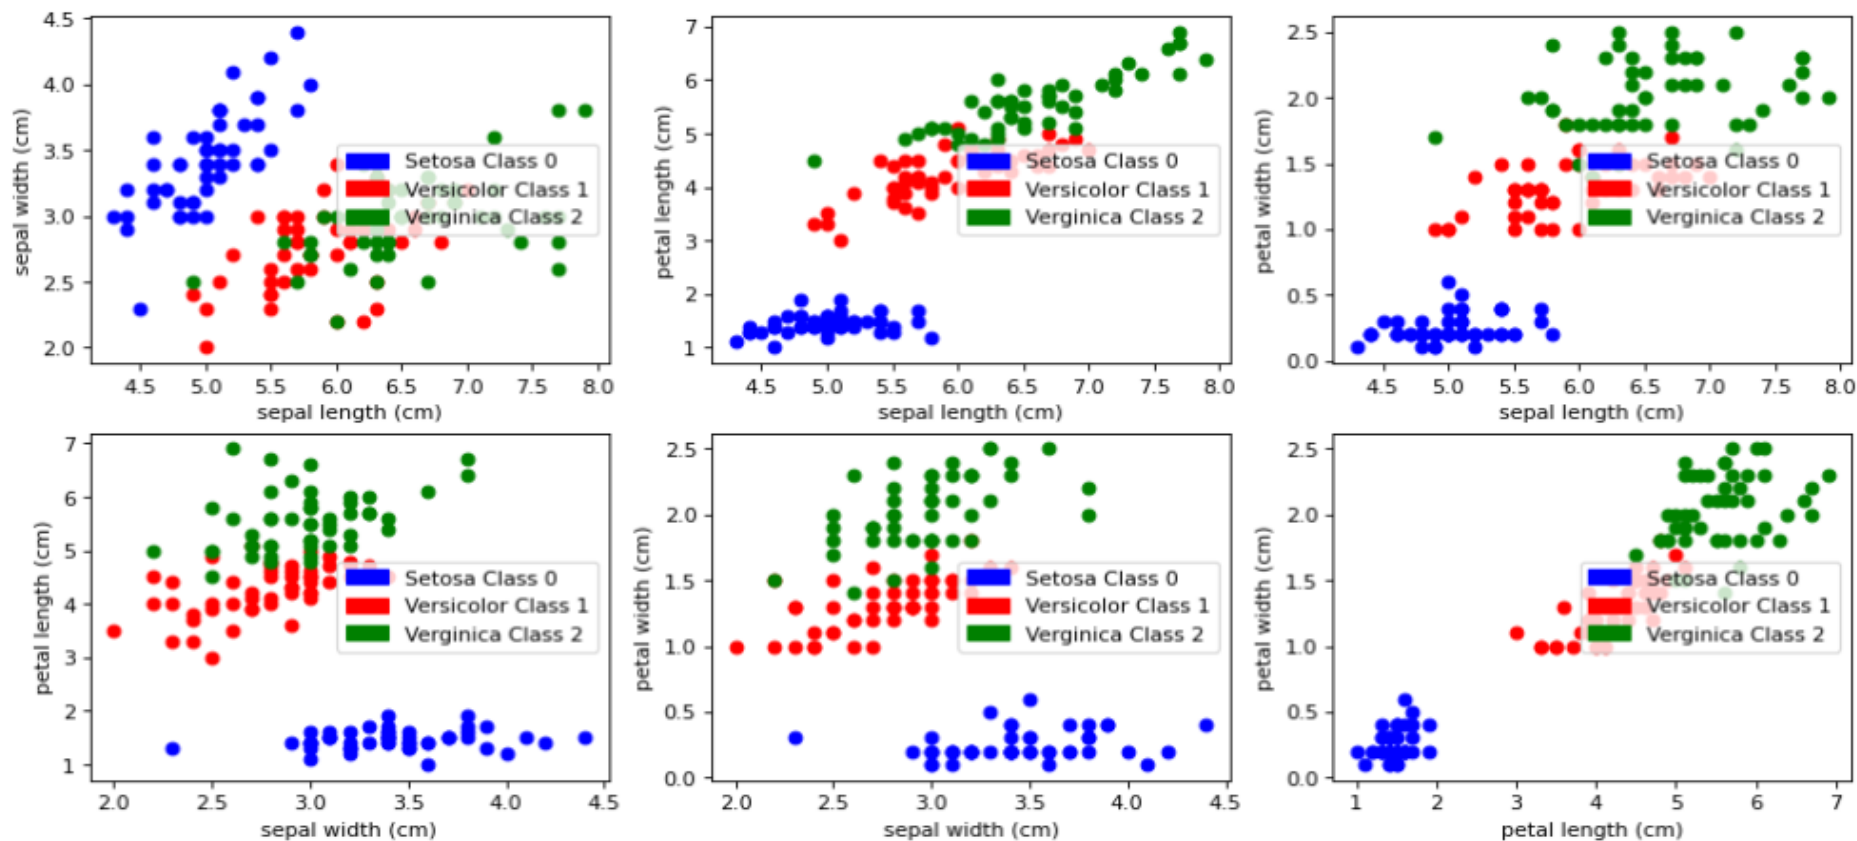 4.5
4.0
3.5
3.0
2.5
2.0
sepal width (cm)
Setosa Class 0
Versicolor Class 1
Verginica Class 2
4.5 5.0 5.5 6.0 6.5 7.0 7.5 8.0
sepal length (cm)
7
6
5
4
3
2
1
petal length (cm)
Setosa Class 0
Versicolor Class 1
Verginica Class 2
4.5 5.0 5.5 6.0 6.5 7.0 7.5 8.0
sepal length (cm)
2.5
2.0
1.5
1.0
0.5
0.0
petal width (cm)
Setosa Class 0
Versicolor Class 1
Verginica Class 2
4.5 5.0 5.5 6.0 6.5 7.0 7.5 8.0
sepal length (cm)
7
6
5
4
3
2
1
petal length (cm)
Setosa Class 0
Versicolor Class 1
Verginica Class 2
2.0 2.5 3.0 3.5 4.0 4.5
sepal width (cm)
2.5
2.0
1.5
1.0
0.5
0.0
petal width (cm)
Setosa Class 0
Versicolor Class 1
Verginica Class 2
2.0 2.5 3.0 3.5 4.0 4.5
sepal width (cm)
2.5
2.0
1.5
1.0
0.5
0.0
petal width (cm)
Setosa Class 0
Versicolor Class 1
Verginica Class 2
1 2 3 4 5 6 7
petal length (cm)